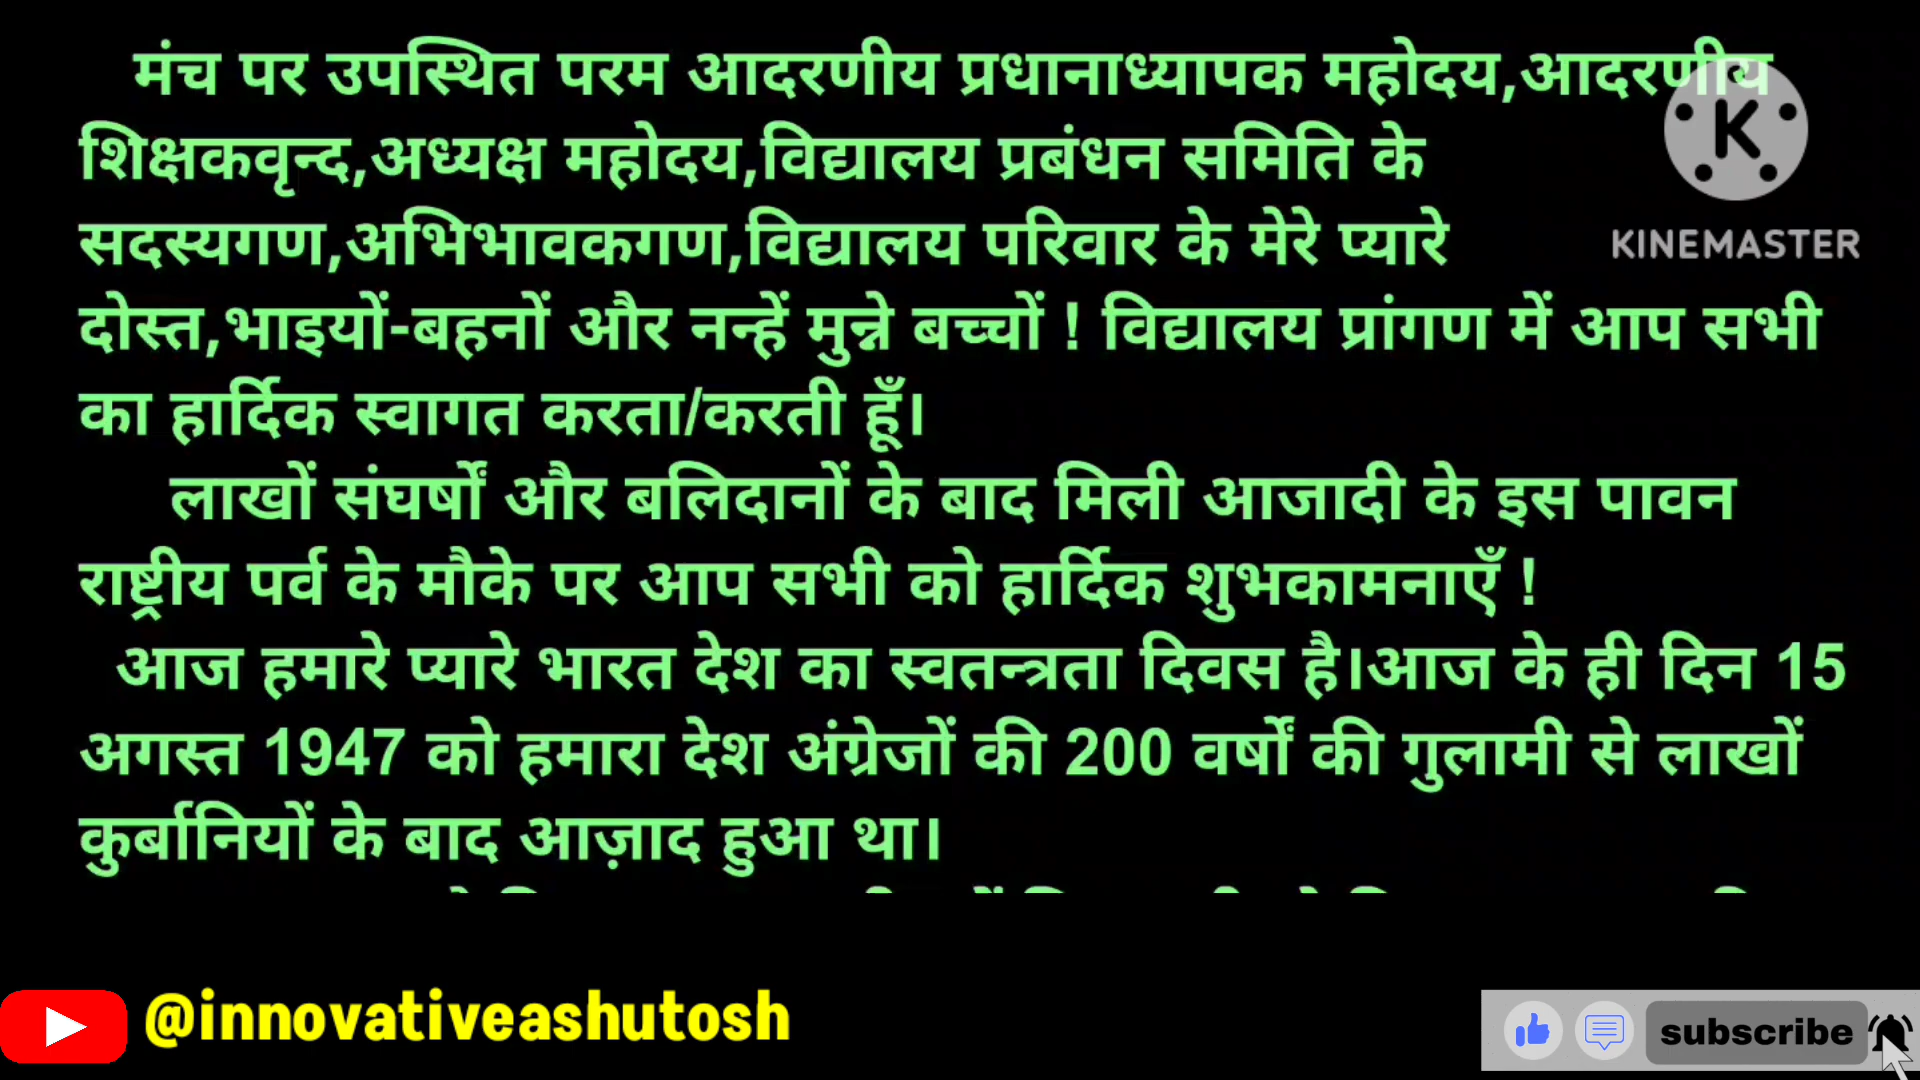 मंच पर उपस्थित परम आदरणीय प्रधानाध्यापक महोदय,आदरणीय
शिक्षकवृन्द,अध्यक्ष महोदय,विद्यालय प्रबंधन समिति के
सदस्यगण,अभिभावकगण,विद्यालय परिवार के मेरे प्यारे
दोस्त,भाइयों-बहनों और नन्हें मुन्ने बच्चों ! विद्यालय प्रांगण में आप सभी
का हार्दिक स्वागत करता/करती हूँ।
लाखों संघर्षों और बलिदानों के बाद मिली आजादी के इस पावन
राष्ट्रीय पर्व के मौके पर आप सभी को हार्दिक शुभकामनाएँ !
आज हमारे प्यारे भारत देश का स्वतन्त्रता दिवस है।आज के ही दिन 15
अगस्त 1947 को हमारा देश अंग्रेजों की 200 वर्षों की गुलामी से लाखों
कुर्बानियों के बाद आज़ाद हुआ था।
K
KINEMASTER
@innovativeashutosh
subscribe